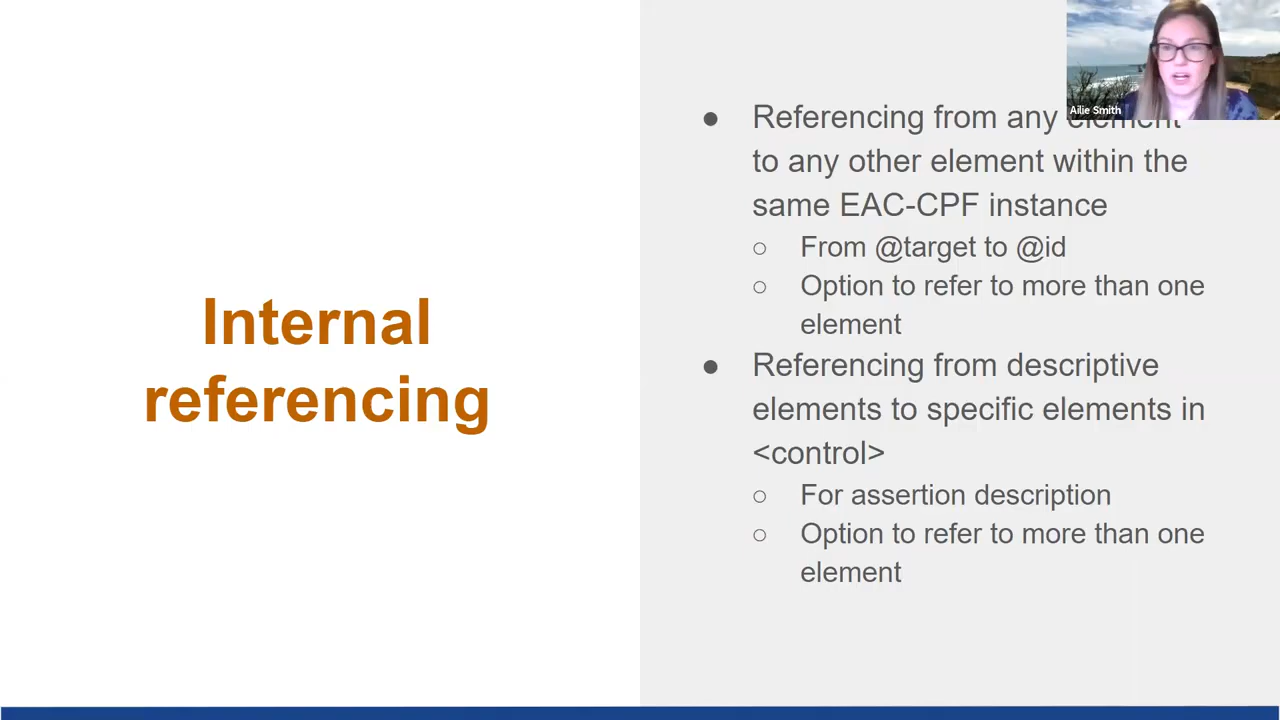 Internal
referencing
● Referencing from any element
to any other element within the
same EAC-CPF instance
○ From @target to @id
○ Option to refer to more than one
element
● Referencing from descriptive
elements to specific elements in
<control>
○ For assertion description
○ Option to refer to more than one
element
Ailie Smith